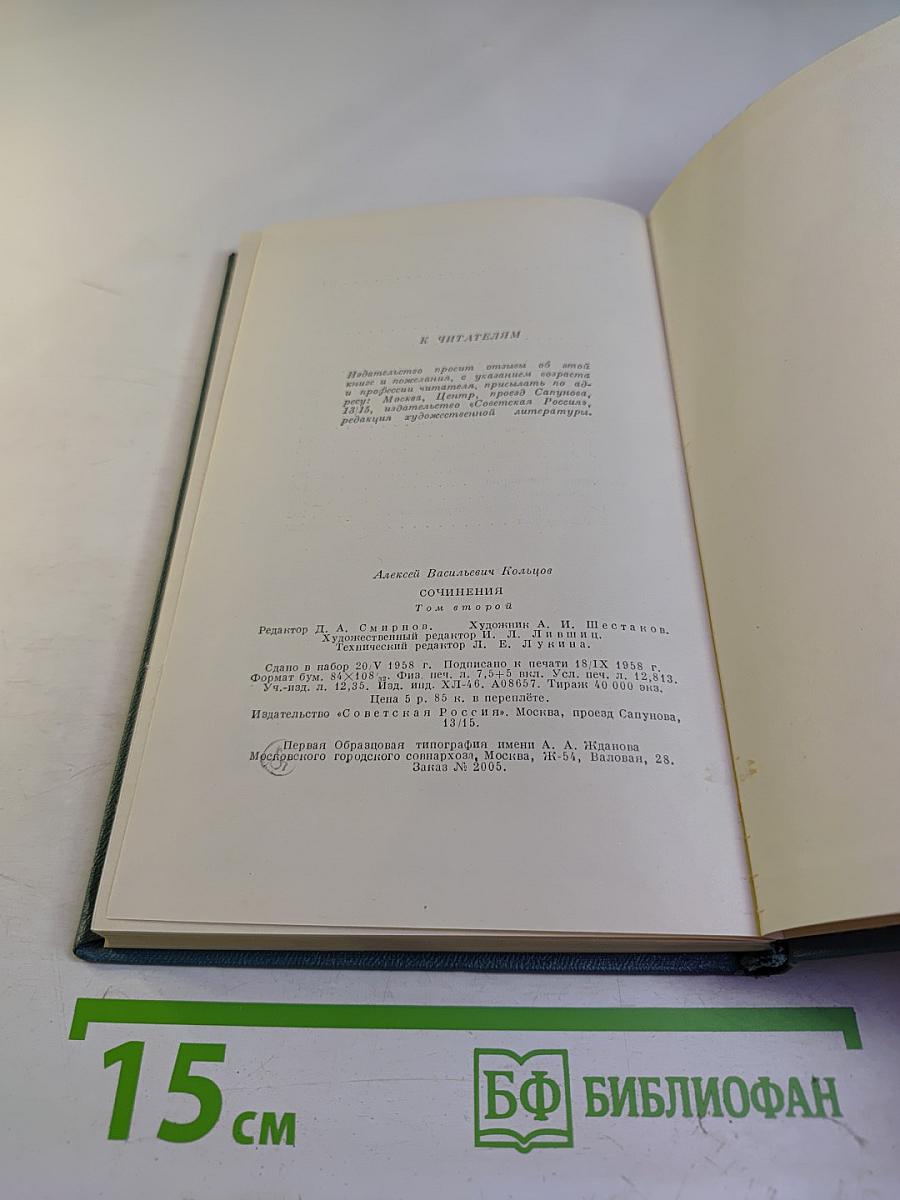 К ЧИТАТЕЛЯМ
Издательство просит отзывы об этой
книге и пожелания, с указанием возраста
и профессии читателя, присылать по ад-
ресу: Москва, Центр, проезд Сапунова,
13/15, издательство «Советская Россия»,
редакция художественной литературы.
Алексей Васильевич Кольцов
СОЧИНЕНИЯ
Том второй
Редактор Д. А. Смирнов. Художник А. И. Шестаков.
Художественный редактор И. Л. Лившиц.
Технический редактор Л. Е. Лукина.
Сдано в набор 20/V 1958 г. Подписано к печати 18/IX 1958 г.
Формат бум. 84×108 1/32. Физ. печ. л. 7,5+5 вкл. Усл. печ. л. 12,813.
Уч.-изд. л. 12,35. Изд. инд. ХЛ-46. А08657. Тираж 40 000 экз.
Цена 5 р. 85 к. в переплёте.
Издательство «Советская Россия». Москва, проезд Сапунова,
13/15.
Первая Образцовая типография имени А. А. Жданова
Московского городского совнархоза, Москва, Ж-54, Валовая, 28.
Заказ № 2005.
15 см
БФ БИБЛИОФАН